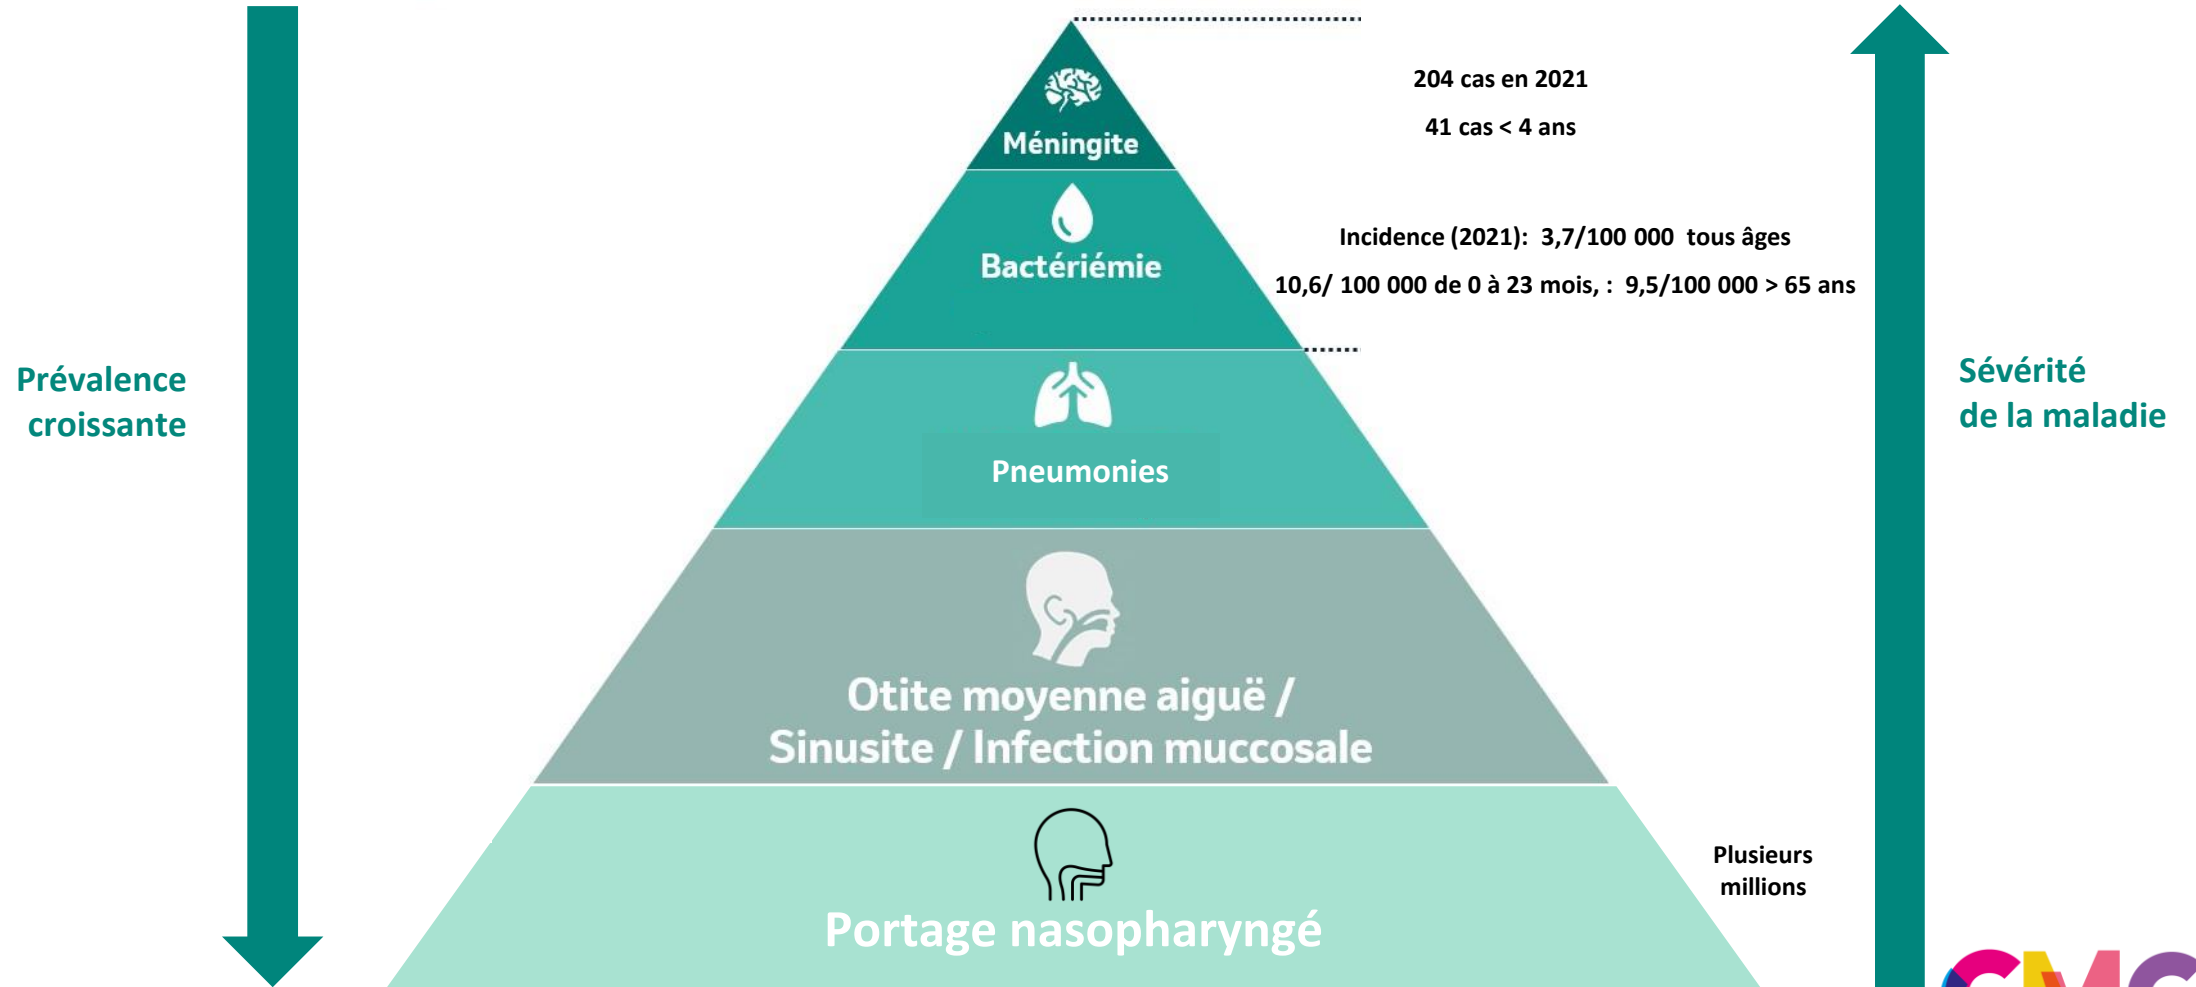 204 cas en 2021
41 cas < 4 ans
Méningite
Incidence (2021): 3,7/100 000 tous âges
10,6/ 100 000 de 0 à 23 mois, : 9,5/100 000 > 65 ans
Bactériémie
Prévalence
croissante
Sévérité
de la maladie
Pneumonies
Otite moyenne aiguë /
Sinusite / Infection muccosale
Plusieurs
millions
Portage nasopharyngé